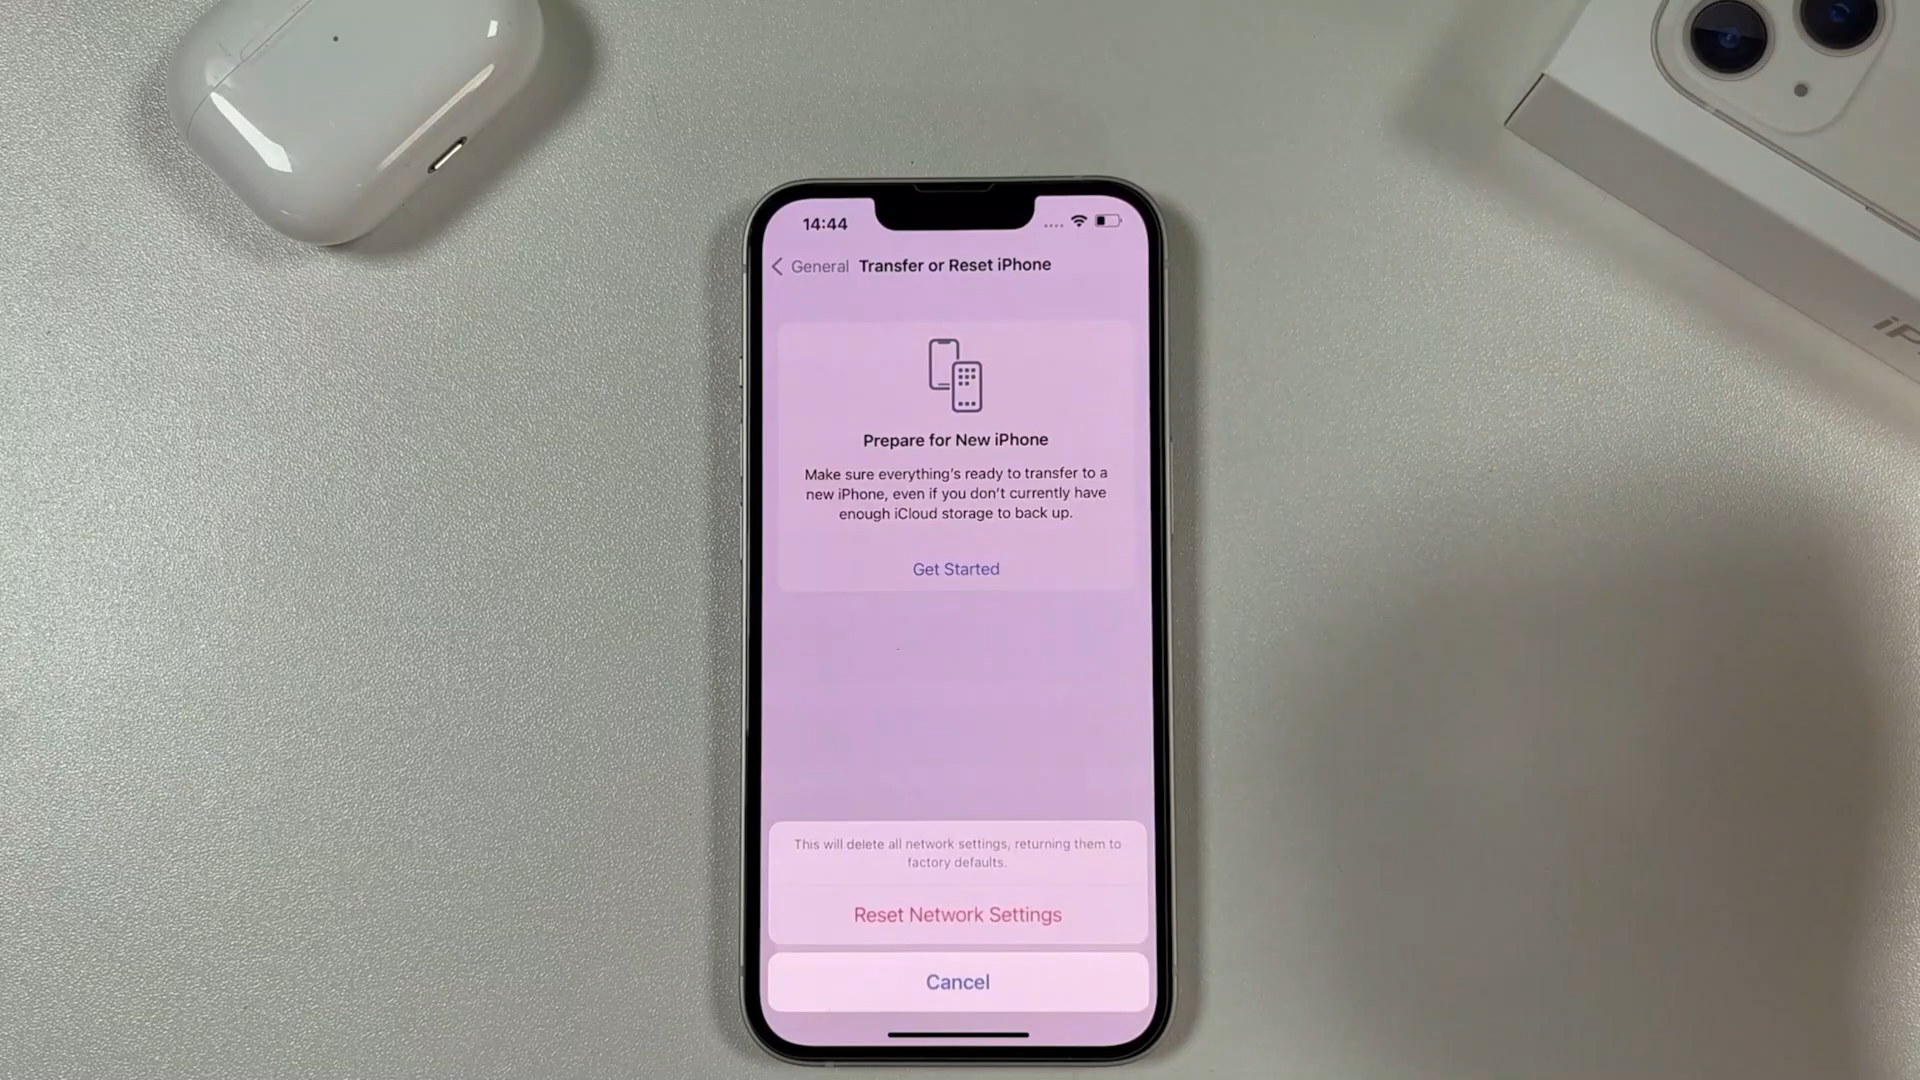 14:44
General Transfer or Reset iPhone
Prepare for New iPhone
Make sure everything's ready to transfer to a
new iPhone, even if you don't currently have
enough iCloud storage to back up.
Get Started
This will delete all network settings, returning them to
factory defaults.
Reset Network Settings
Cancel